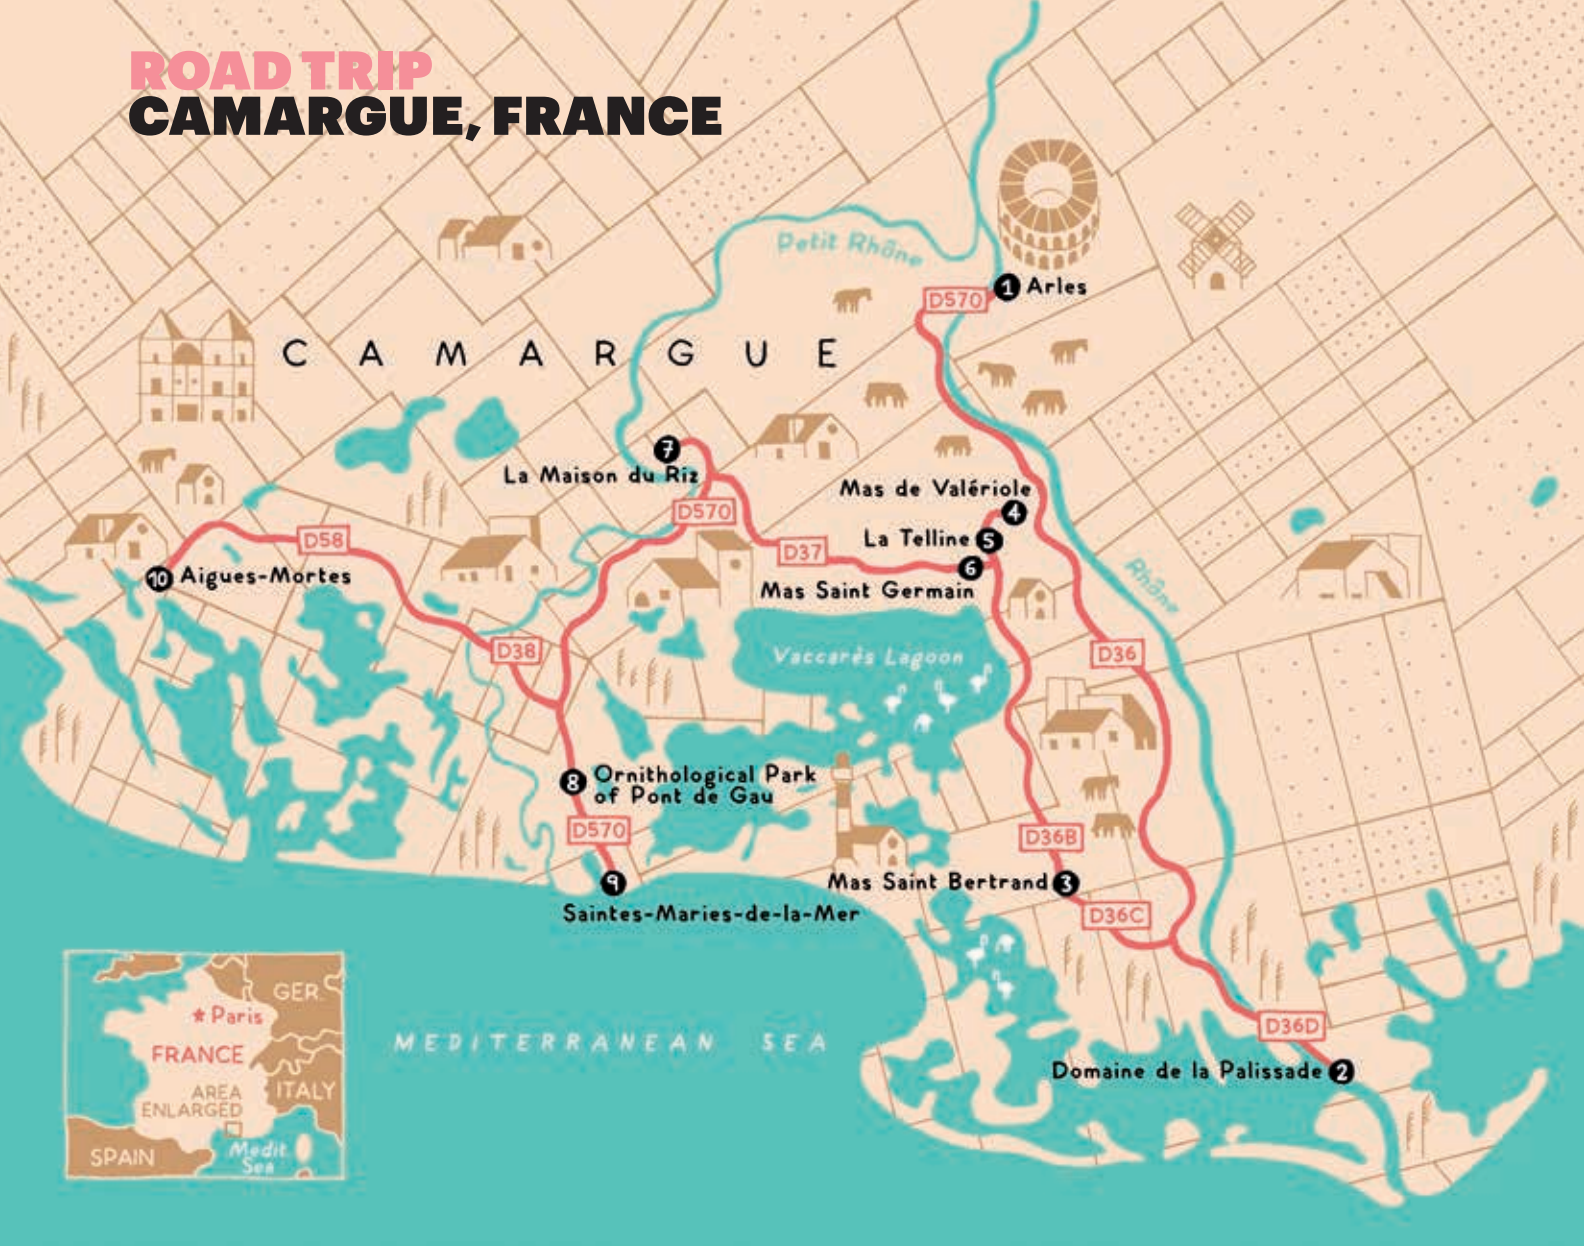 ROAD TRIP
CAMARGUE, FRANCE
Petit Rhône
D570
1 Arles
CAMARGUE
7
La Maison du Riz
Mas de Valériole
4
D570
La Telline 5
D58
D37
6
10 Aigues-Mortes
Mas Saint Germain
Rhône
D38
Vaccarès Lagoon
D36
8 Ornithological Park
of Pont de Gau
D570
D36B
9
Mas Saint Bertrand 3
Saintes-Maries-de-la-Mer
D36C
D36D
MEDITERRANEAN SEA
Domaine de la Palissade 2
GER.
Paris
FRANCE
AREA
ENLARGED
ITALY
SPAIN
Medit.
Sea